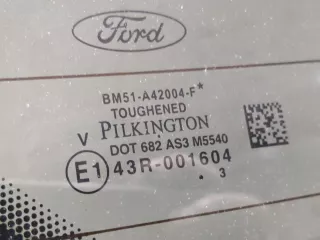 Ford
BM51-A42004-F*
TOUGHENED
V PILKINGTON
DOT 682 AS3 M5540
E1 43R-001604
. 3